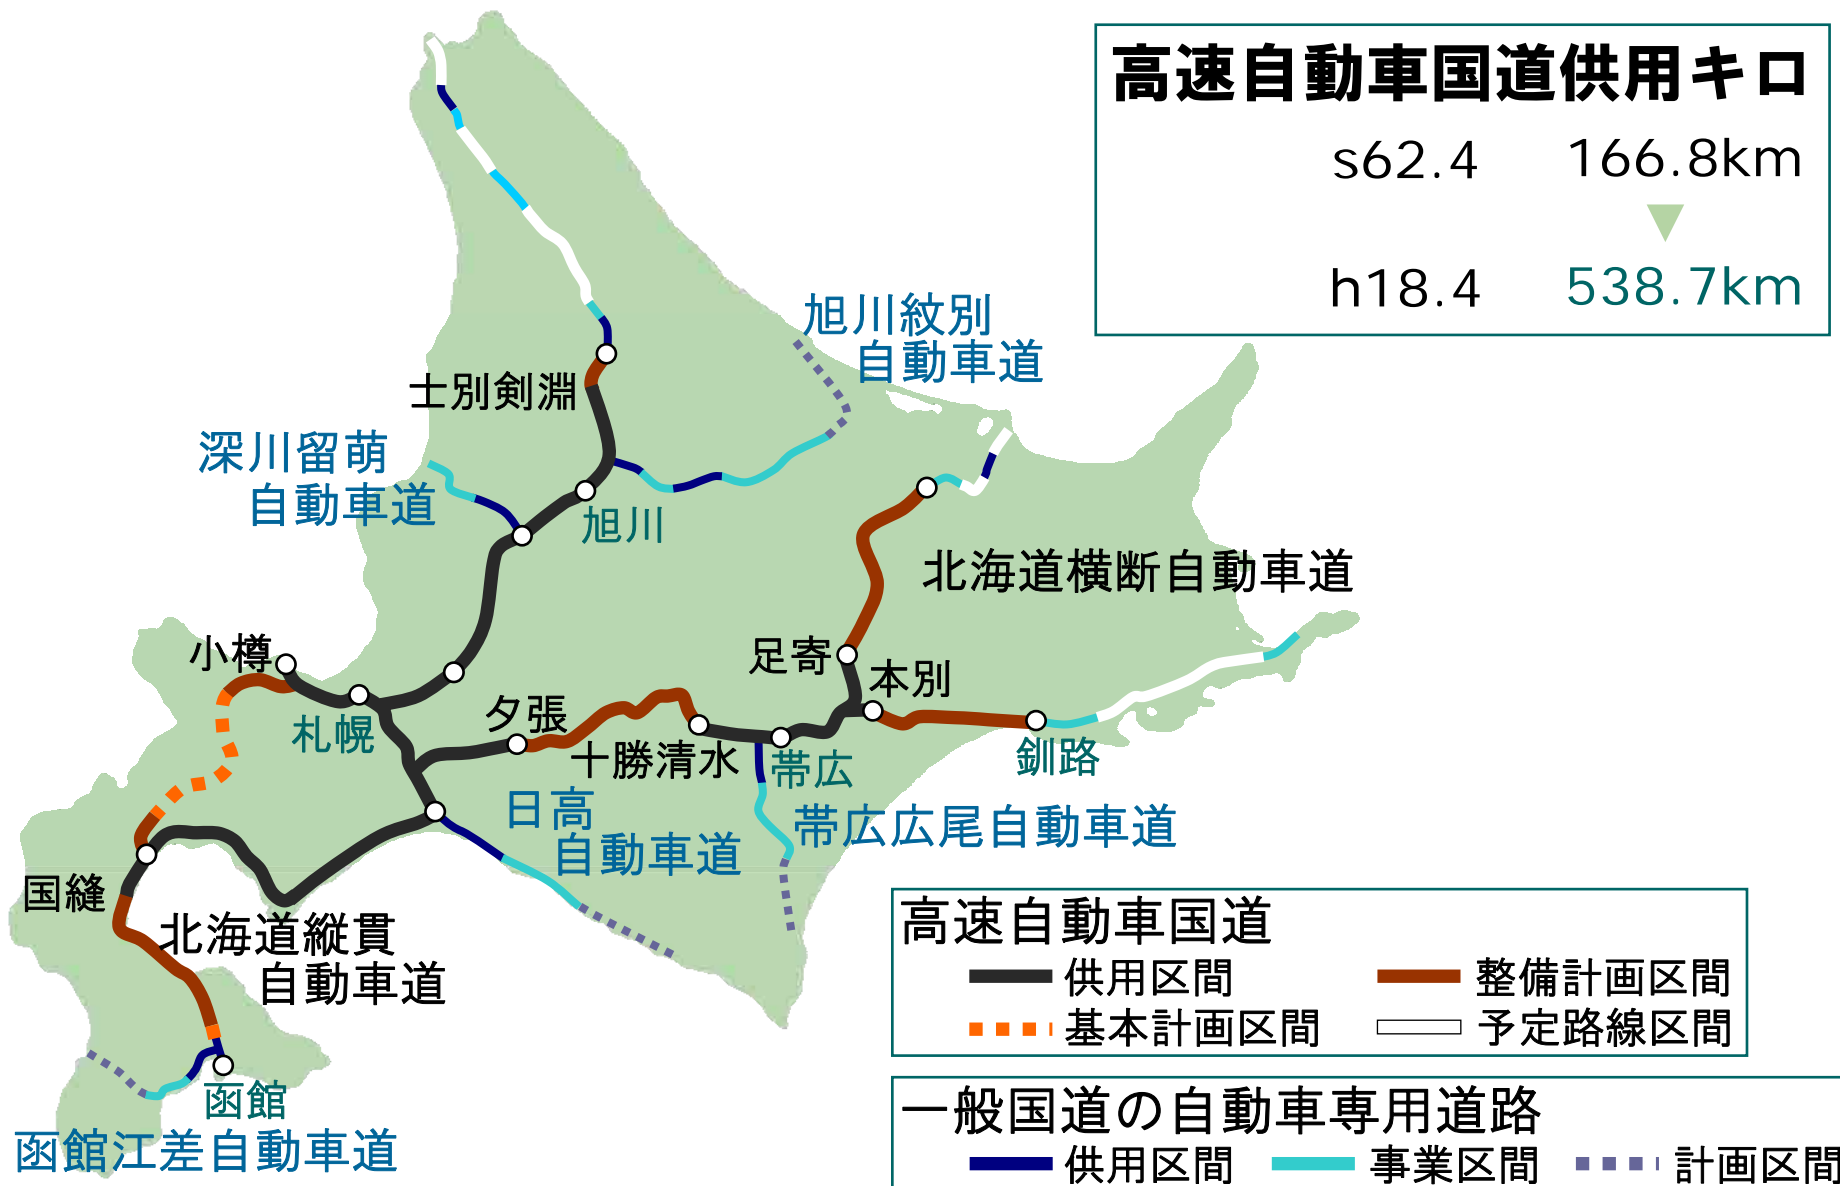 高速自動車国道供用キロ
s62.4 166.8km
h18.4 538.7km
旭川紋別
自動車道
士別剣淵
深川留萌
自動車道
旭川
北海道横断自動車道
小樽
足寄
本別
札幌
夕張
十勝清水
帯広
釧路
日高
自動車道
帯広広尾自動車道
国縫
北海道縦貫
自動車道
函館
函館江差自動車道
高速自動車国道
供用区間 整備計画区間
基本計画区間 予定路線区間
一般国道の自動車専用道路
供用区間 事業区間 計画区間